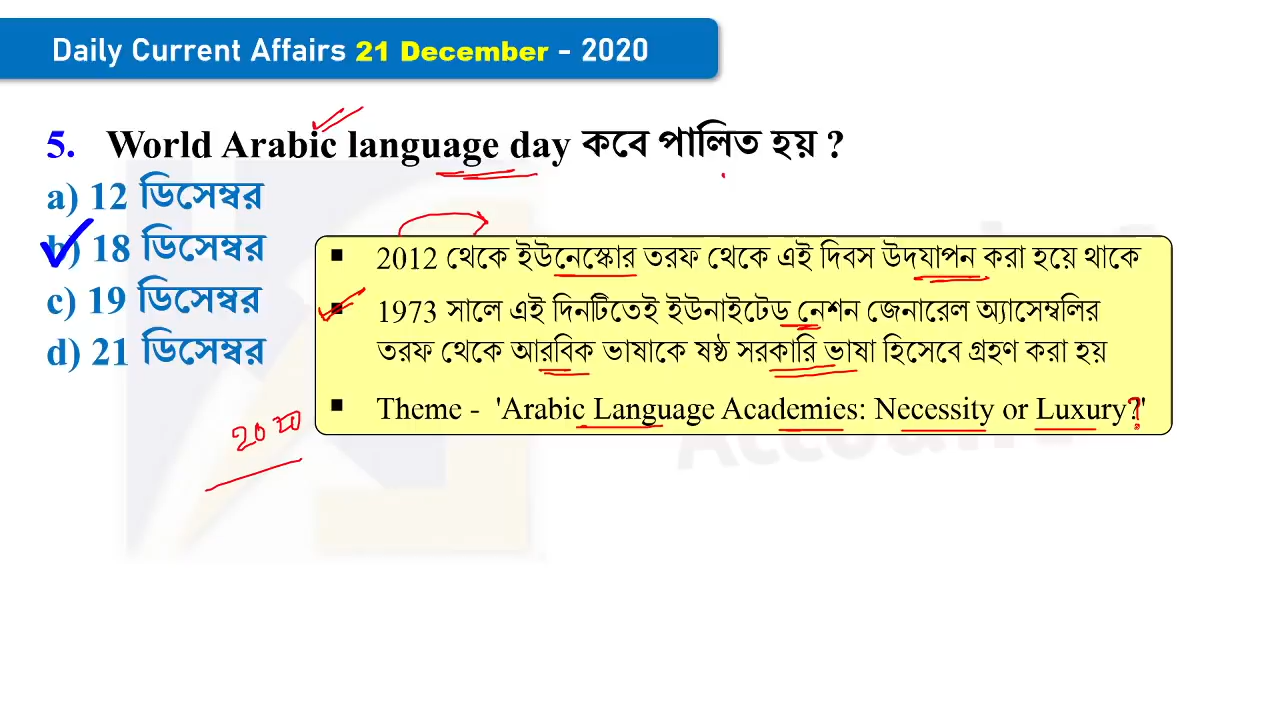 Daily Current Affairs 21 December - 2020
5. World Arabic language day কবে পালিত হয় ?
a) 12 ডিসেম্বর
b) 18 ডিসেম্বর
c) 19 ডিসেম্বর
d) 21 ডিসেম্বর
▪ 2012 থেকে ইউনেস্কোর তরফ থেকে এই দিবস উদযাপন করা হয়ে থাকে
▪ 1973 সালে এই দিনটিতেই ইউনাইটেড নেশন জেনারেল অ্যাসেম্বলির
তরফ থেকে আরবিক ভাষাকে ষষ্ঠ সরকারি ভাষা হিসেবে গ্রহণ করা হয়
▪ Theme - 'Arabic Language Academies: Necessity or Luxury?'
2020